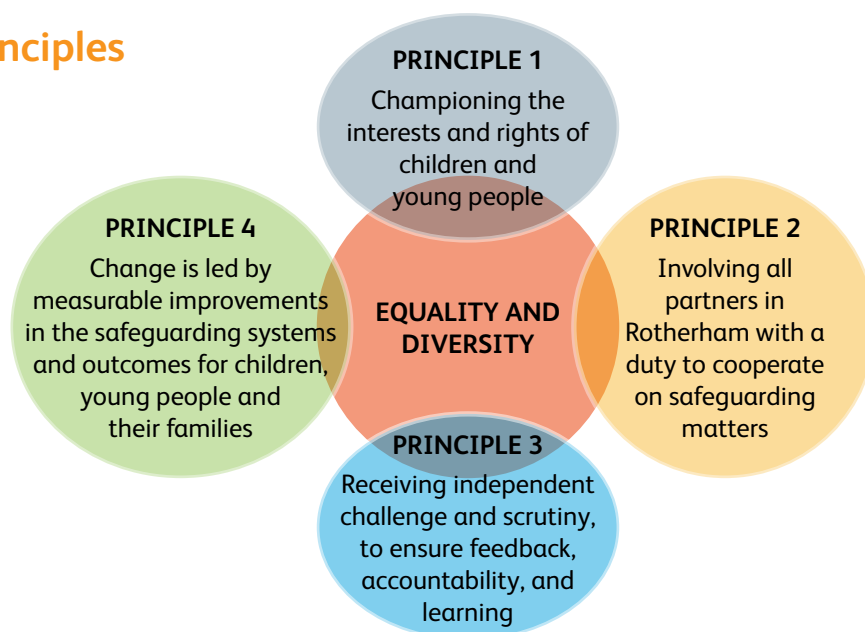 nciples
PRINCIPLE 1
Championing the
interests and rights of
children and
young people
PRINCIPLE 4
Change is led by
measurable improvements
in the safeguarding systems
and outcomes for children,
young people and
their families
EQUALITY AND
DIVERSITY
PRINCIPLE 2
Involving all
partners in
Rotherham with a
duty to cooperate
on safeguarding
matters
PRINCIPLE 3
Receiving independent
challenge and scrutiny,
to ensure feedback,
accountability, and
learning